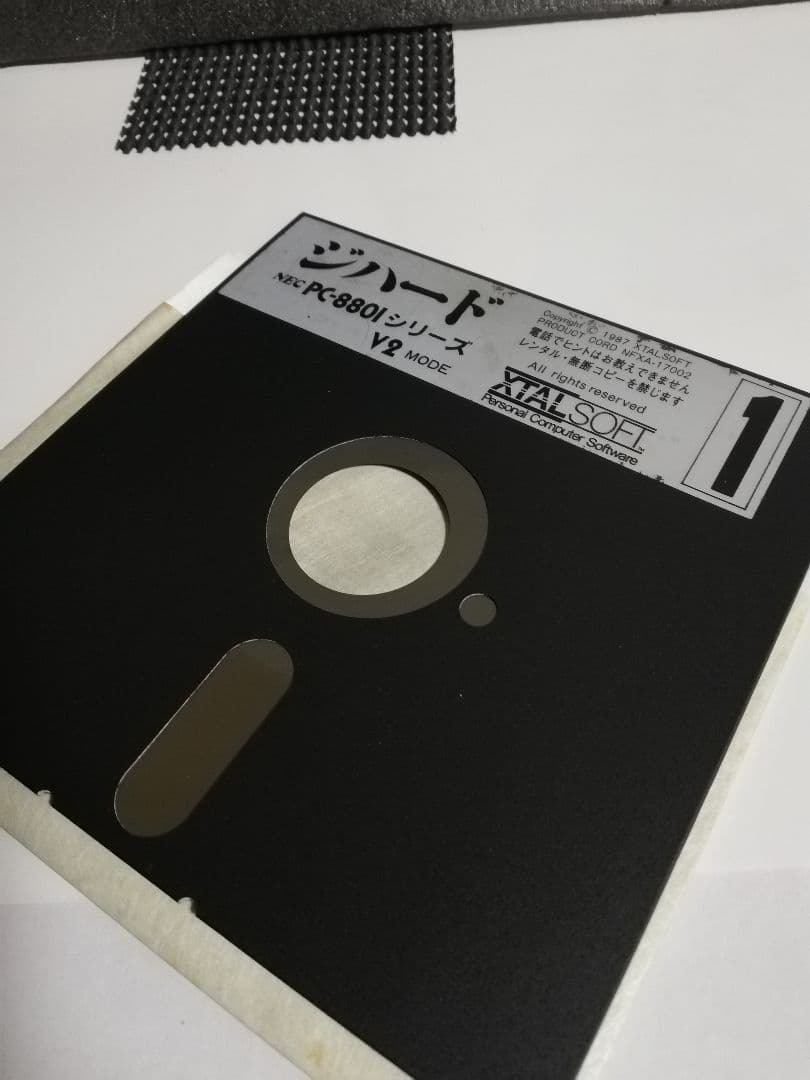 ジハード
NEC PC-8801シリーズ
V2 MODE
Copyright © 1987 XTALSOFT
PRODUCT CORD NFXA-17002
電話でヒントはお教えできません
レンタル・無断コピーを禁じます
All rights reserved
XTALSOFT™
Personal Computer Software
1